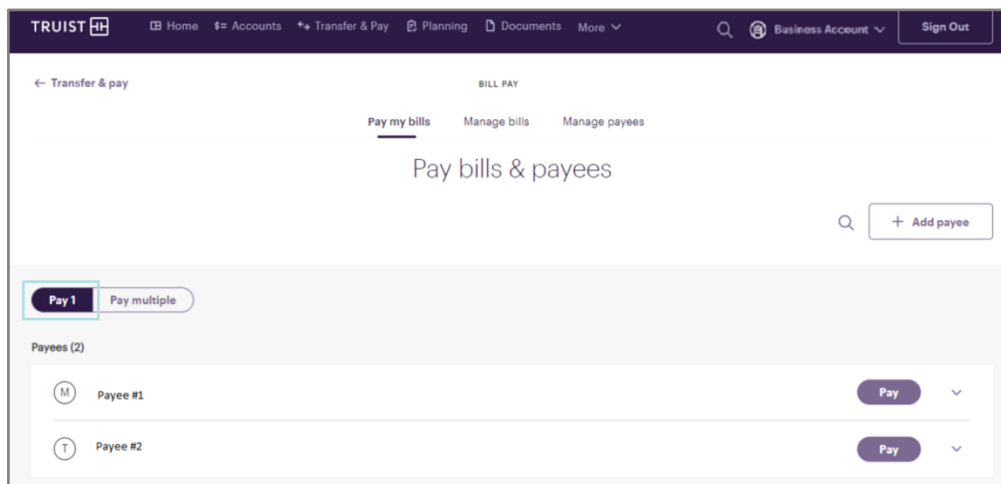 TRUIST Home $= Accounts Transfer & Pay Planning Documents More Business Account Sign Out
← Transfer & pay
BILL PAY
Pay my bills Manage bills Manage payees
Pay bills & payees
+ Add payee
Pay 1 Pay multiple
Payees (2)
M Payee #1 Pay
T Payee #2 Pay